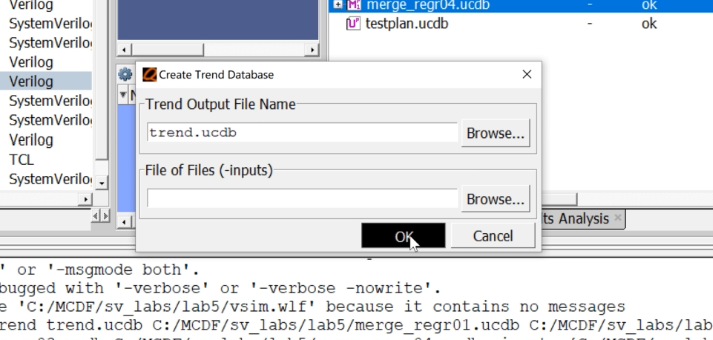 Verilog
SystemVerilo
SystemVerilo
Verilog
Verilog
SystemVerilo
SystemVerilo
Verilog
TCL
SystemVerilo
merge_regr04.ucdb - ok
testplan.ucdb - ok
Create Trend Database
Trend Output File Name
trend.ucdb
Browse...
File of Files (-inputs)
Browse...
OK
Cancel
ts Analysis
' or '-msgmode both'.
bugged with '-verbose' or '-verbose -nowrite'.
e 'C:/MCDF/sv_labs/lab5/vsim.wlf' because it contains no messages
rend trend.ucdb C:/MCDF/sv_labs/lab5/merge_regr01.ucdb C:/MCDF/sv_labs/lab